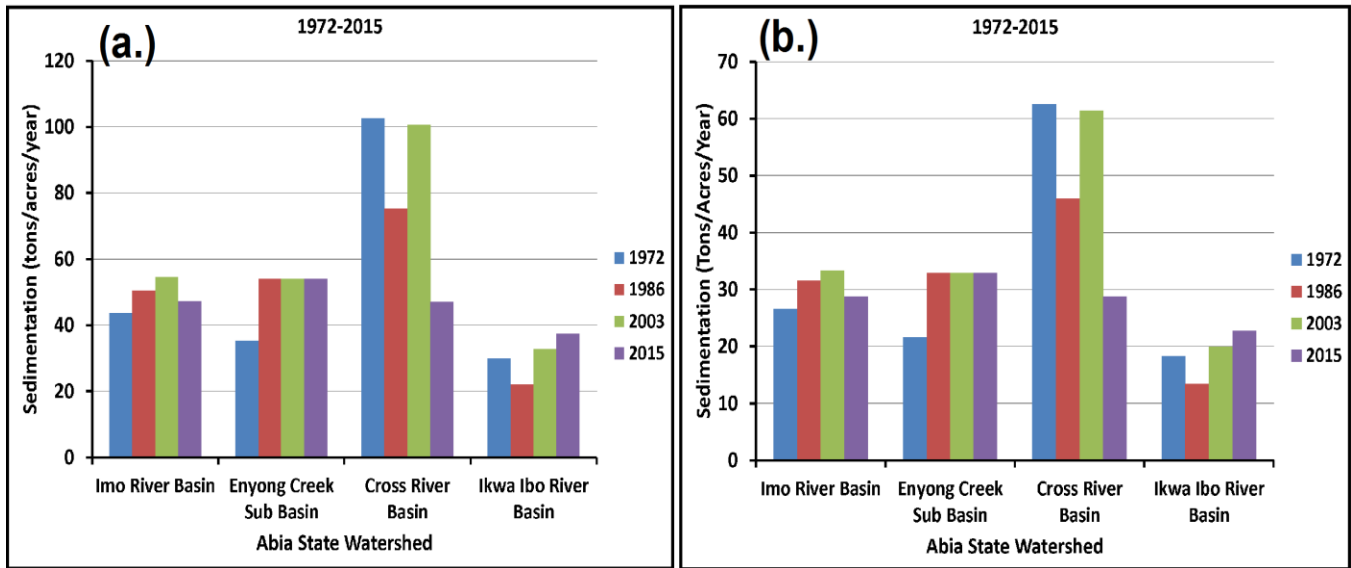 (a.)
1972-2015
Sedimentation (tons/acres/year)
120
100
80
60
40
20
0
Imo River Basin
Enyong Creek
Sub Basin
Cross River
Basin
Ikwa Ibo River
Basin
Abia State Watershed
1972
1986
2003
2015
(b.)
1972-2015
Sedimentation (Tons/Acres/Year)
70
60
50
40
30
20
10
0
Imo River Basin
Enyong Creek
Sub Basin
Cross River
Basin
Ikwa Ibo River
Basin
Abia State Watershed
1972
1986
2003
2015